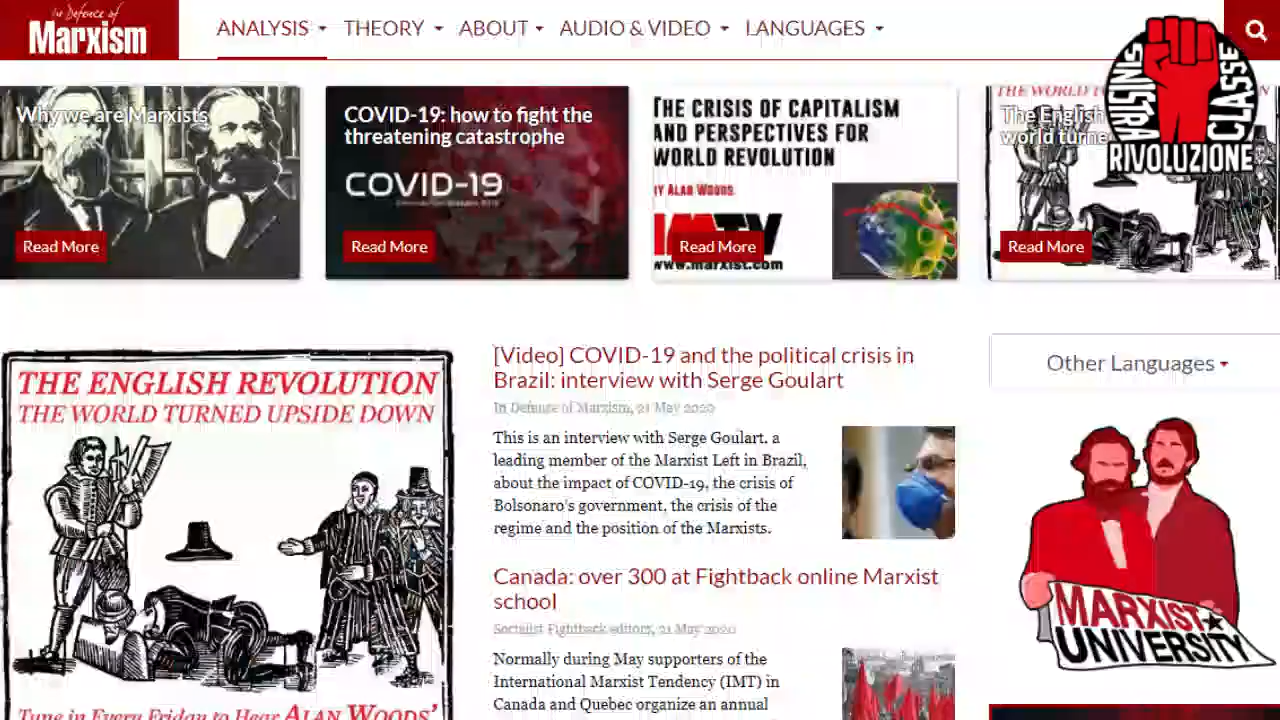 In Defence of
Marxism
ANALYSIS
THEORY
ABOUT
AUDIO & VIDEO
LANGUAGES
SINISTRA
CLASSE
RIVOLUZIONE
Why we are Marxists
Read More
COVID-19: how to fight the
threatening catastrophe
COVID-19
Read More
THE CRISIS OF CAPITALISM
AND PERSPECTIVES FOR
WORLD REVOLUTION
BY ALAN WOODS
IMTV
www.marxist.com
Read More
THE WORLD
The English
world turne
Read More
THE ENGLISH REVOLUTION
THE WORLD TURNED UPSIDE DOWN
Tune in Every Friday to Hear ALAN WOODS'
[Video] COVID-19 and the political crisis in
Brazil: interview with Serge Goulart
In Defence of Marxism, 21 May 2020
This is an interview with Serge Goulart, a
leading member of the Marxist Left in Brazil,
about the impact of COVID-19, the crisis of
Bolsonaro's government, the crisis of the
regime and the position of the Marxists.
Canada: over 300 at Fightback online Marxist
school
Socialist Fightback editors, 21 May 2020
Normally during May supporters of the
International Marxist Tendency (IMT) in
Canada and Quebec organize an annual
Other Languages
MARXIST
UNIVERSITY